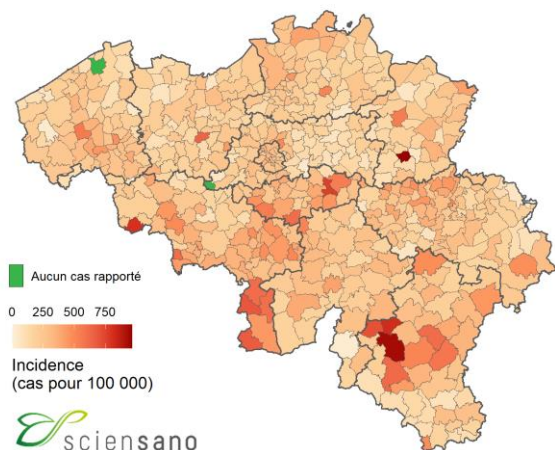 Aucun cas rapporté
0 250 500 750
Incidence
(cas pour 100 000)
sciensano